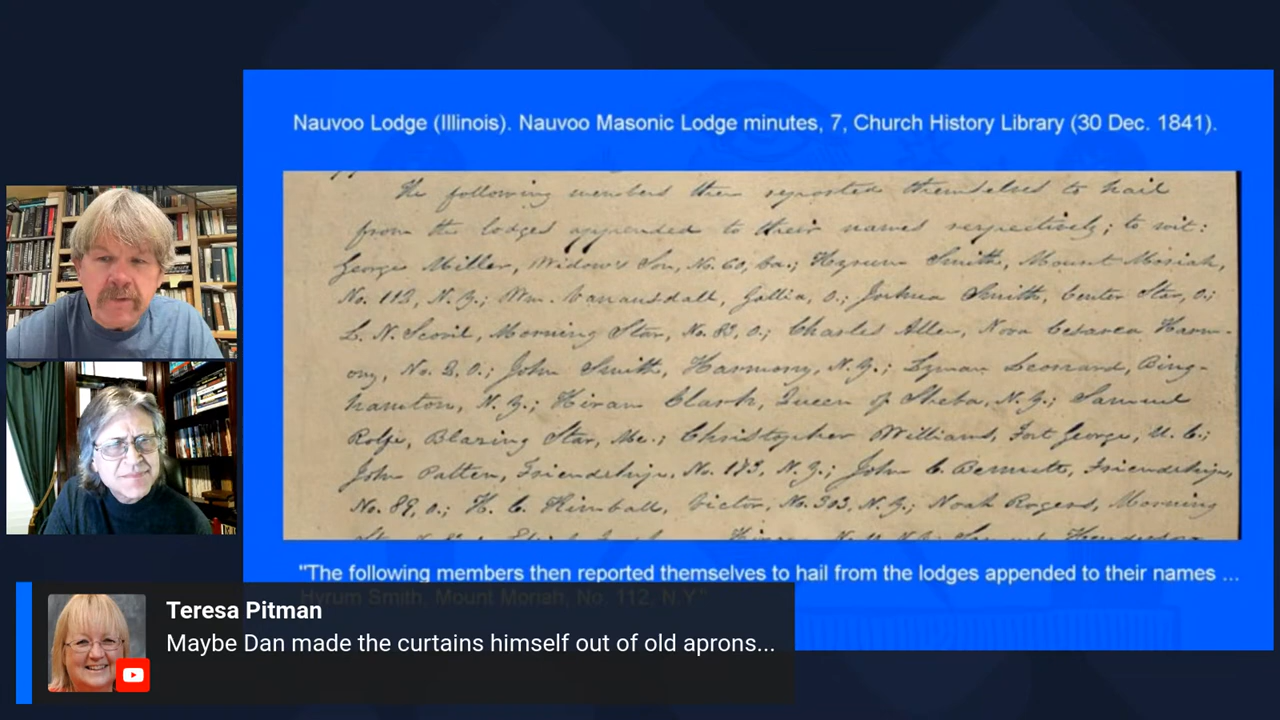 Nauvoo Lodge (Illinois). Nauvoo Masonic Lodge minutes, 7, Church History Library (30 Dec. 1841).
The following members then reported themselves to hail
from the lodges appended to their names respectively; to wit:
George Miller, Widow's Son, No. 60, Va.; Hyrum Smith, Mount Moriah,
No. 112, N.Y.; Wm. Vanausdall, Gallia, O.; Joshua Smith, Center Star, O.;
L. N. Scovil, Morning Star, No. 83, O.; Charles Allen, Nova Cesarea Harm-
ony, No. 2, O.; John Smith, Harmony, N.Y.; Lyman Leonard, Bing-
hamton, N.Y.; Hiram Clark, Queen of Sheba, N.Y.; Samuel
Rolfe, Blazing Star, Me.; Christopher Williams, Fort George, U. C.;
John Patten, Friendship, No. 173, N.Y.; John C Bennett, Friendship,
No. 89, O.; H. C. Kimball, Victor, No. 303, N.Y.; Noah Rogers, Morning
"The following members then reported themselves to hail from the lodges appended to their names ...
Hyrum Smith, Mount Moriah, No. 112, N.Y."
Teresa Pitman
Maybe Dan made the curtains himself out of old aprons...